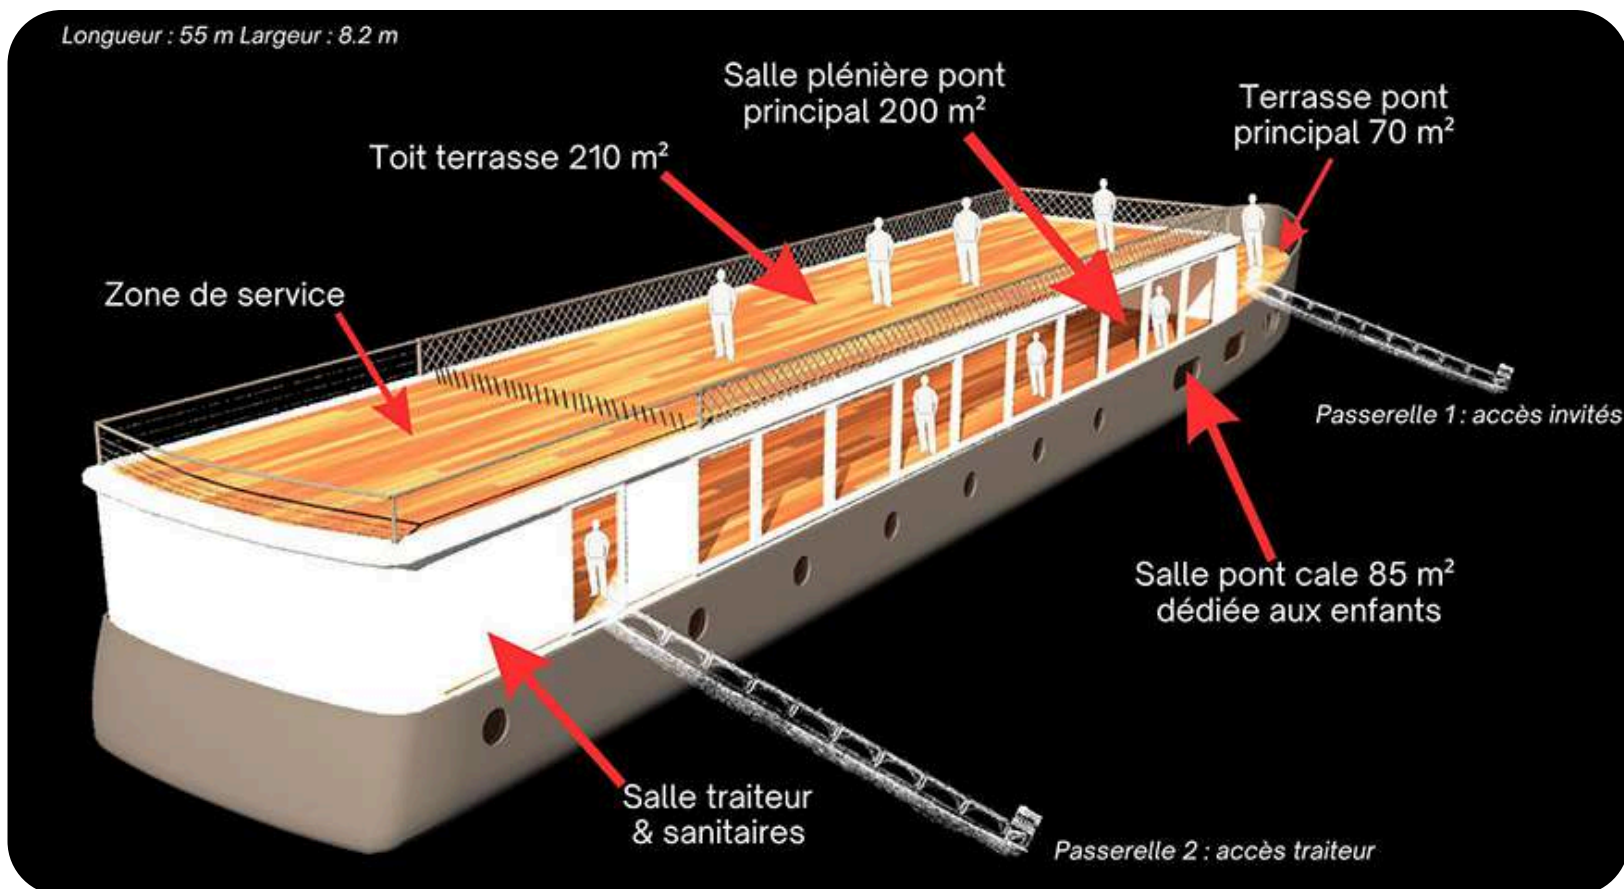 Longueur : 55 m Largeur : 8.2 m
Salle plénière pont
principal 200 m²
Terrasse pont
principal 70 m²
Toit terrasse 210 m²
Zone de service
Passerelle 1 : accès invités
Salle pont cale 85 m²
dédiée aux enfants
Salle traiteur
& sanitaires
Passerelle 2 : accès traiteur